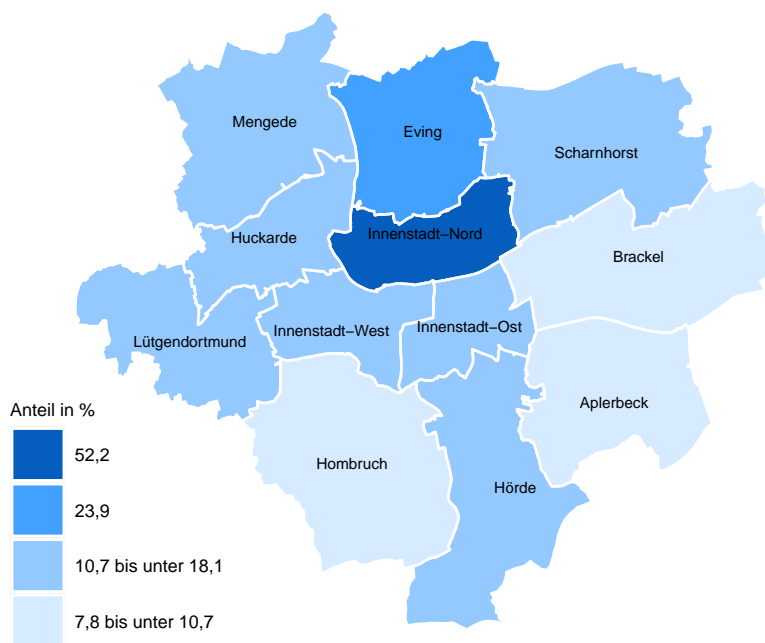 Mengede
Eving
Scharnhorst
Huckarde
Innenstadt−Nord
Brackel
Lütgendortmund
Innenstadt−West
Innenstadt−Ost
Aplerbeck
Hombruch
Hörde
Anteil in %
52,2
23,9
10,7 bis unter 18,1
7,8 bis unter 10,7